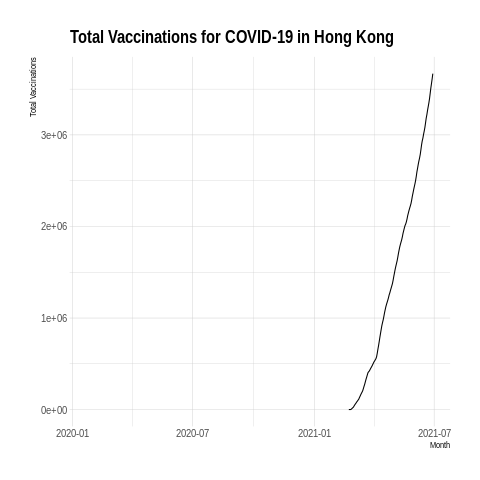 Total Vaccinations for COVID-19 in Hong Kong
Total Vaccinations
3e+06
2e+06
1e+06
0e+00
2020-01 2020-07 2021-01 2021-07
Month